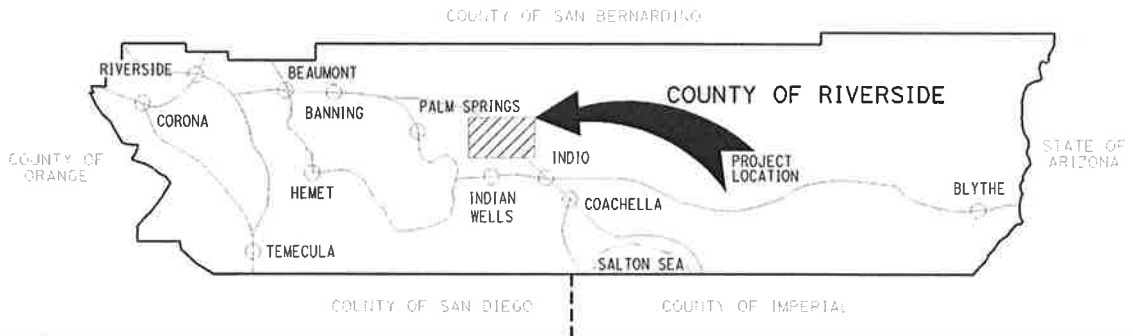 COUNTY OF SAN BERNARDINO
RIVERSIDE
BEAUMONT
PALM SPRINGS
COUNTY OF RIVERSIDE
CORONA
BANNING
COUNTY OF
ORANGE
HEMET
INDIAN
WELLS
INDIO
COACHELLA
PROJECT
LOCATION
BLYTHE
STATE OF
ARIZONA
TEMECULA
SALTON SEA
COUNTY OF SAN DIEGO
COUNTY OF IMPERIAL